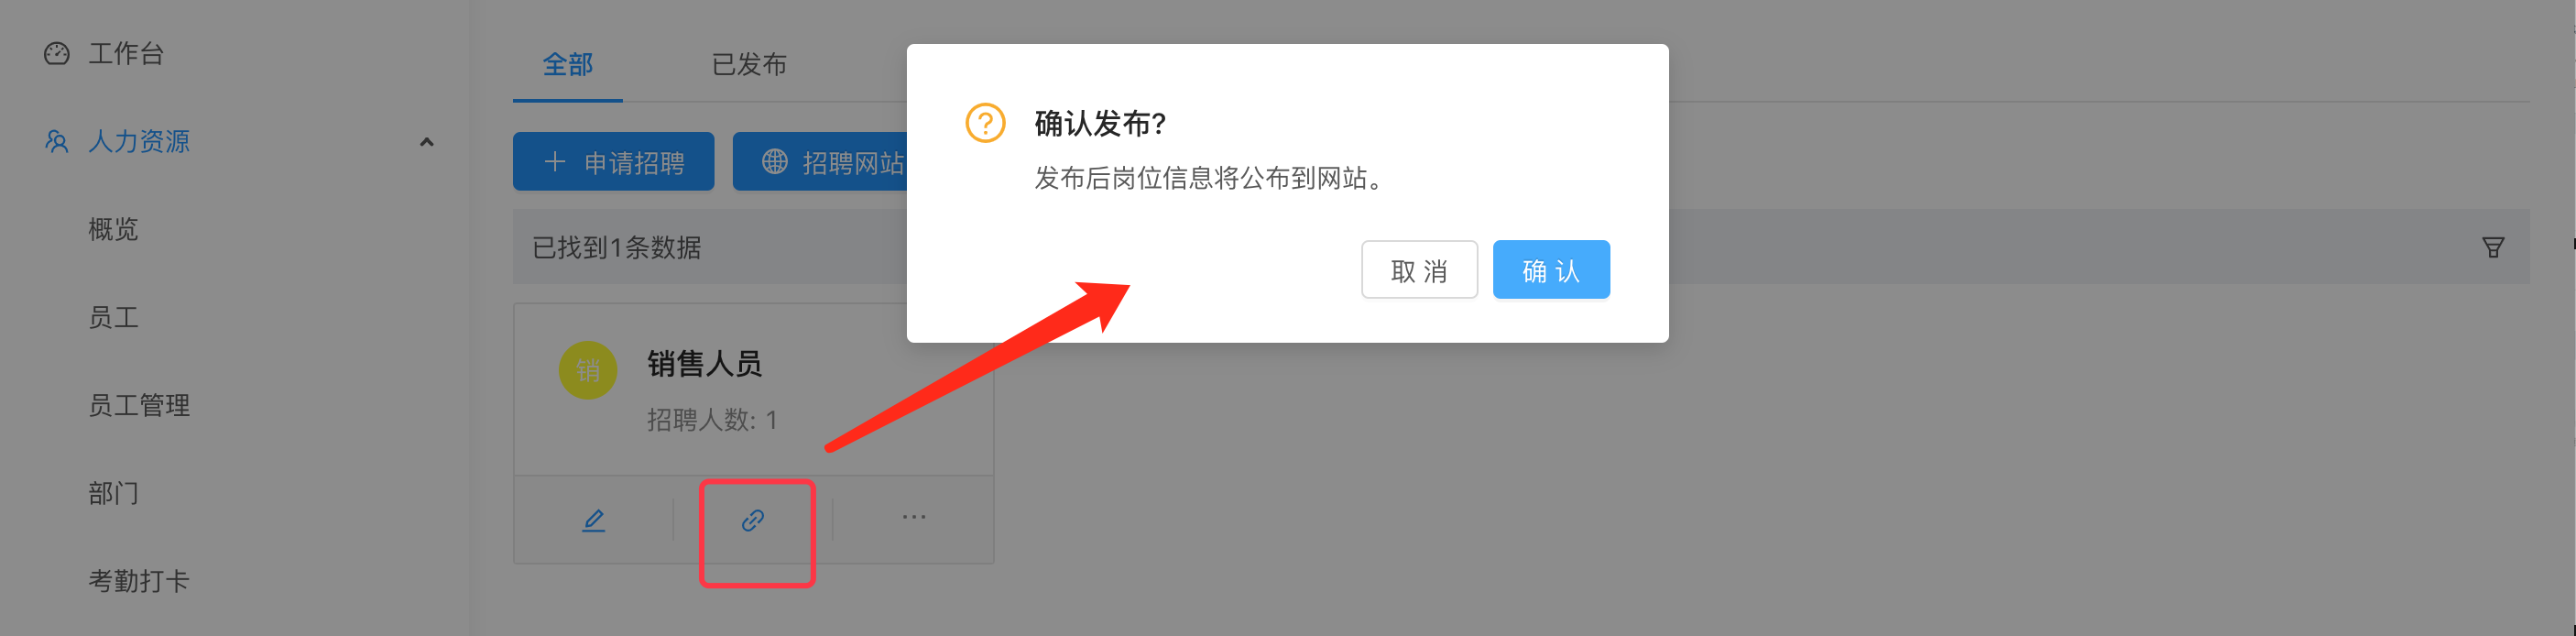 工作台
人力资源
概览
员工
员工管理
部门
考勤打卡
全部
已发布
申请招聘
招聘网站
已找到1条数据
销
销售人员
招聘人数: 1
确认发布?
发布后岗位信息将公布到网站。
取 消
确 认